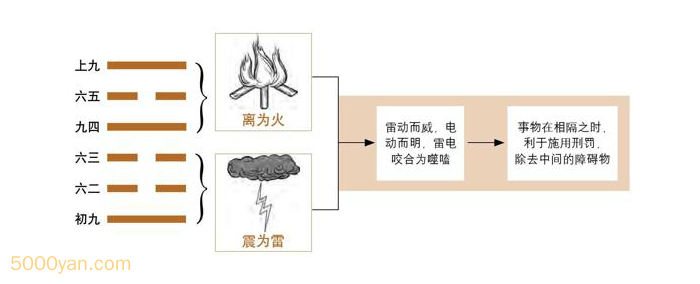 上九
六五
九四
六三
六二
初九
离为火
震为雷
雷动而威，电
动而明，雷电
咬合为噬嗑
事物在相隔之时，
利于施用刑罚，
除去中间的障碍物
5000yan.com